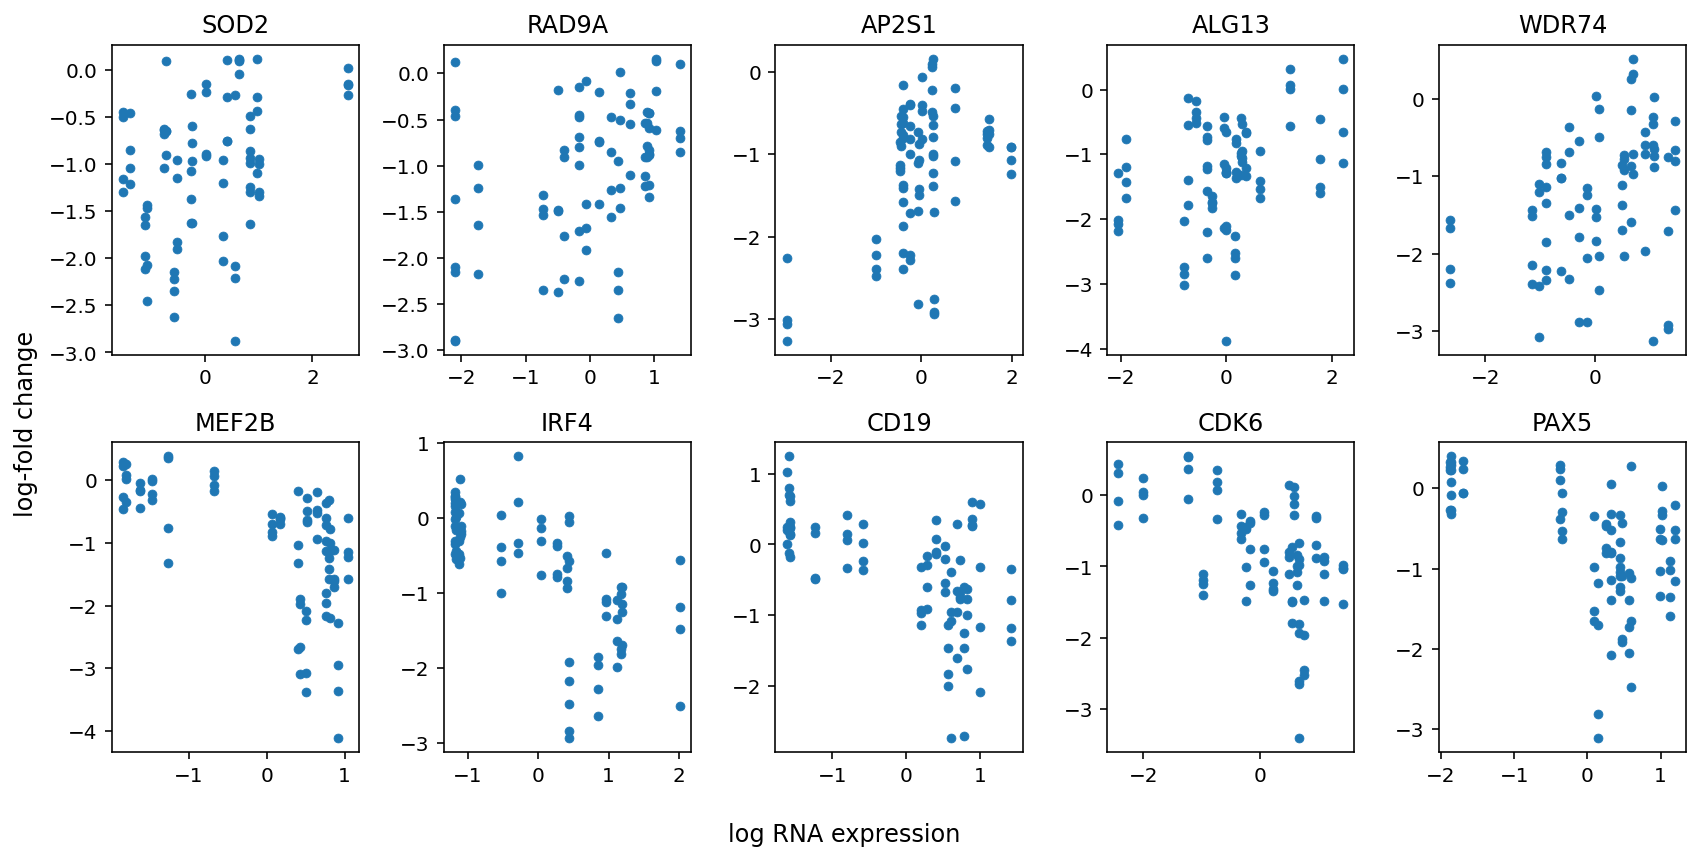 SOD2 RAD9A AP2S1 ALG13 WDR74
0.0 0.0 0 0 0
−0.5 −0.5 −1 −1 −1
−1.0 −1.0 −2 −2 −2
−1.5 −1.5 −3 −3 −3
−2.0 −2.0 −4
−2.5 −2.5
−3.0 −3.0
0 2 −2 −1 0 1 −2 0 2 −2 0 2 −2 0
log-fold change
MEF2B IRF4 CD19 CDK6 PAX5
0 1 1 0 0
−1 0 0 −1 −1
−2 −1 −1 −2 −2
−3 −2 −2 −3 −3
−4 −3
−1 0 1 −1 0 1 2 −1 0 1 −2 0 −2 −1 0 1
log RNA expression